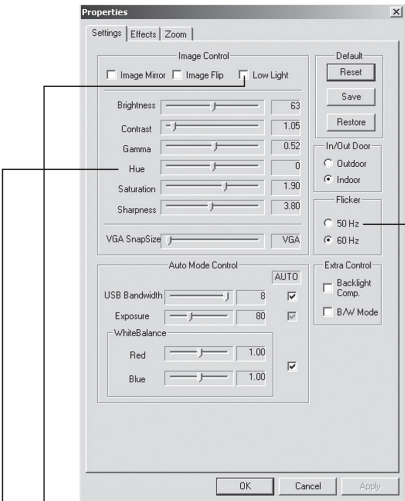 Properties
Settings Effects Zoom
Image Control
Image Mirror Image Flip Low Light
Brightness 63
Contrast 1.05
Gamma 0.52
Hue 0
Saturation 1.90
Sharpness 3.80
VGA SnapSize VGA
Default
Reset
Save
Restore
In/Out Door
Outdoor
Indoor
Flicker
50 Hz
60 Hz
Auto Mode Control
AUTO
USB Bandwidth 8
Exposure 80
WhiteBalance
Red 1.00
Blue 1.00
Extra Control
Backlight
Comp.
B/W Mode
OK Cancel Apply